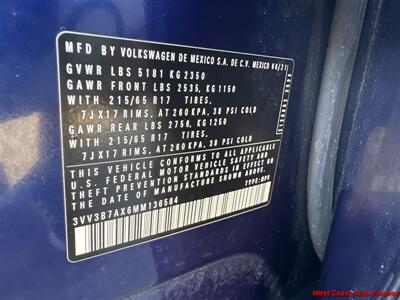 MFD BY VOLKSWAGEN DE MEXICO S.A. DE C.V. MEXICO 08/21
GVWR LBS 5181 KG 2350
GAWR FRONT LBS 2535, KG 1150
WITH 215/65 R17 TIRES,
7JX17 RIMS, AT 260 KPA, 38 PSI COLD
GAWR REAR LBS 2756, KG 1250
WITH 215/65 R17 TIRES,
7JX17 RIMS, AT 260 KPA, 38 PSI COLD
THIS VEHICLE CONFORMS TO ALL APPLICABLE
U.S. FEDERAL MOTOR VEHICLE SAFETY AND
THEFT PREVENTION STANDARDS IN EFFECT ON
THE DATE OF MANUFACTURE SHOWN ABOVE
3VV3B7AX6MM136584
TYPE: MPV
West Coast Auto